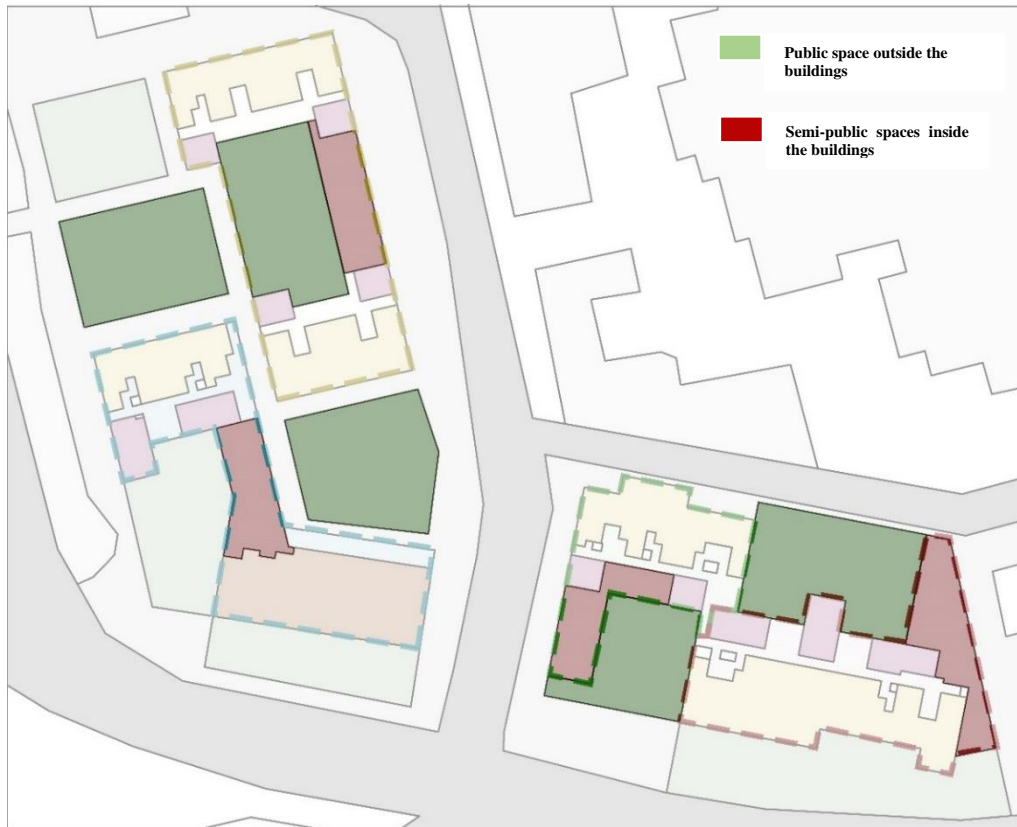 Public space outside the
buildings
Semi-public spaces inside
the buildings